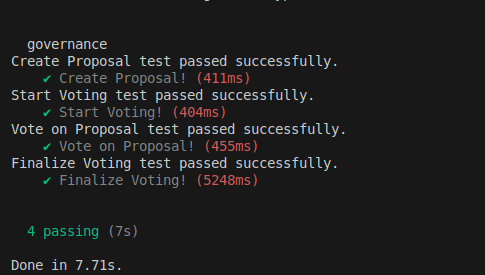 governance
Create Proposal test passed successfully.
✔ Create Proposal! (411ms)
Start Voting test passed successfully.
✔ Start Voting! (404ms)
Vote on Proposal test passed successfully.
✔ Vote on Proposal! (455ms)
Finalize Voting test passed successfully.
✔ Finalize Voting! (5248ms)
4 passing (7s)
Done in 7.71s.